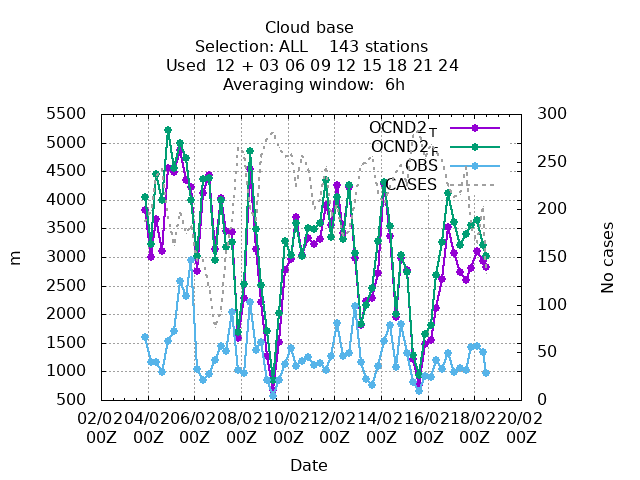 Cloud base
Selection: ALL 143 stations
Used 12 + 03 06 09 12 15 18 21 24
Averaging window: 6h
5500
5000
4500
4000
3500
3000
2500
2000
1500
1000
500
m
300
250
200
150
100
50
0
No cases
OCND2T
OCND2h
OBS
CASES
02/02 04/02 06/02 08/02 10/02 12/02 14/02 16/02 18/02 20/02
00Z 00Z 00Z 00Z 00Z 00Z 00Z 00Z 00Z 00Z
Date